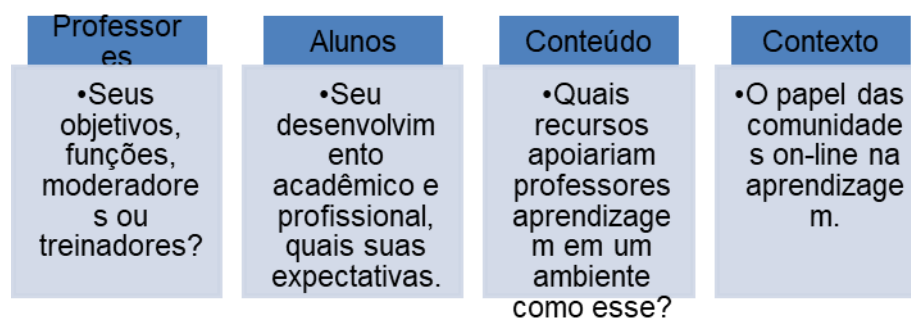 Professor
es
•Seus
objetivos,
funções,
moderadore
s ou
treinadores?
Alunos
•Seu
desenvolvim
ento
acadêmico e
profissional,
quais suas
expectativas.
Conteúdo
•Quais
recursos
apoiariam
professores
aprendizage
m em um
ambiente
como esse?
Contexto
•O papel das
comunidade
s on-line na
aprendizage
m.